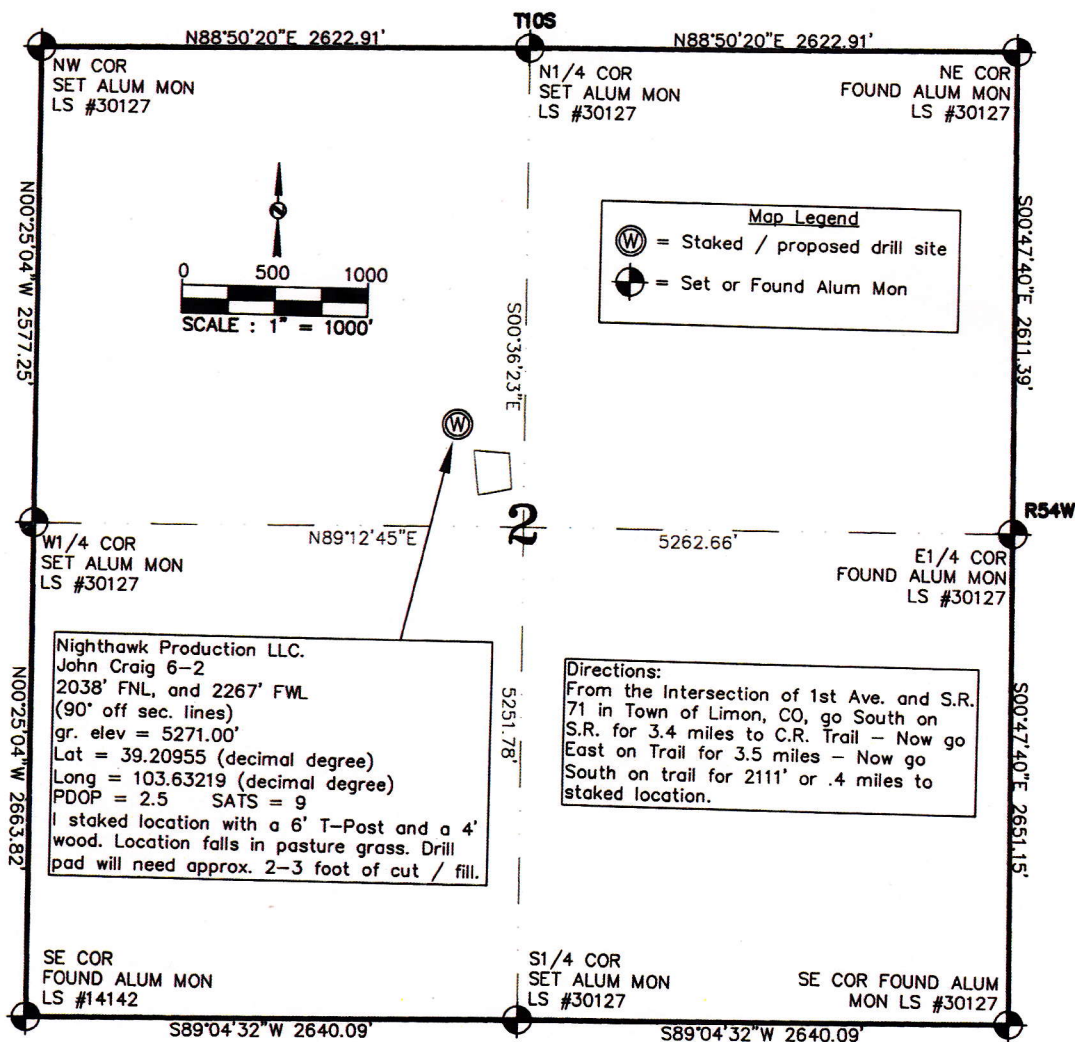 T10S
N88°50'20"E 2622.91'
N88°50'20"E 2622.91'
NW COR
SET ALUM MON
LS #30127
N1/4 COR
SET ALUM MON
LS #30127
NE COR
FOUND ALUM MON
LS #30127
N00°25'04"W 2577.25'
N
0 500 1000
SCALE : 1" = 1000'
S00°36'23"E
Map Legend
W = Staked / proposed drill site
= Set or Found Alum Mon
S00°47'40"E 2611.39'
W
2
R54W
N89°12'45"E
5262.66'
W1/4 COR
SET ALUM MON
LS #30127
E1/4 COR
FOUND ALUM MON
LS #30127
N00°25'04"W 2663.82'
Nighthawk Production LLC.
John Craig 6-2
2038' FNL, and 2267' FWL
(90° off sec. lines)
gr. elev = 5271.00'
Lat = 39.20955 (decimal degree)
Long = 103.63219 (decimal degree)
PDOP = 2.5 SATS = 9
I staked location with a 6' T-Post and a 4'
wood. Location falls in pasture grass. Drill
pad will need approx. 2-3 foot of cut / fill.
5251.78'
Directions:
From the Intersection of 1st Ave. and S.R.
71 in Town of Limon, CO, go South on
S.R. for 3.4 miles to C.R. Trail - Now go
East on Trail for 3.5 miles - Now go
South on trail for 2111' or .4 miles to
staked location.
S00°47'40"E 2651.15'
SE COR
FOUND ALUM MON
LS #14142
S1/4 COR
SET ALUM MON
LS #30127
SE COR FOUND ALUM
MON LS #30127
S89°04'32"W 2640.09'
S89°04'32"W 2640.09'